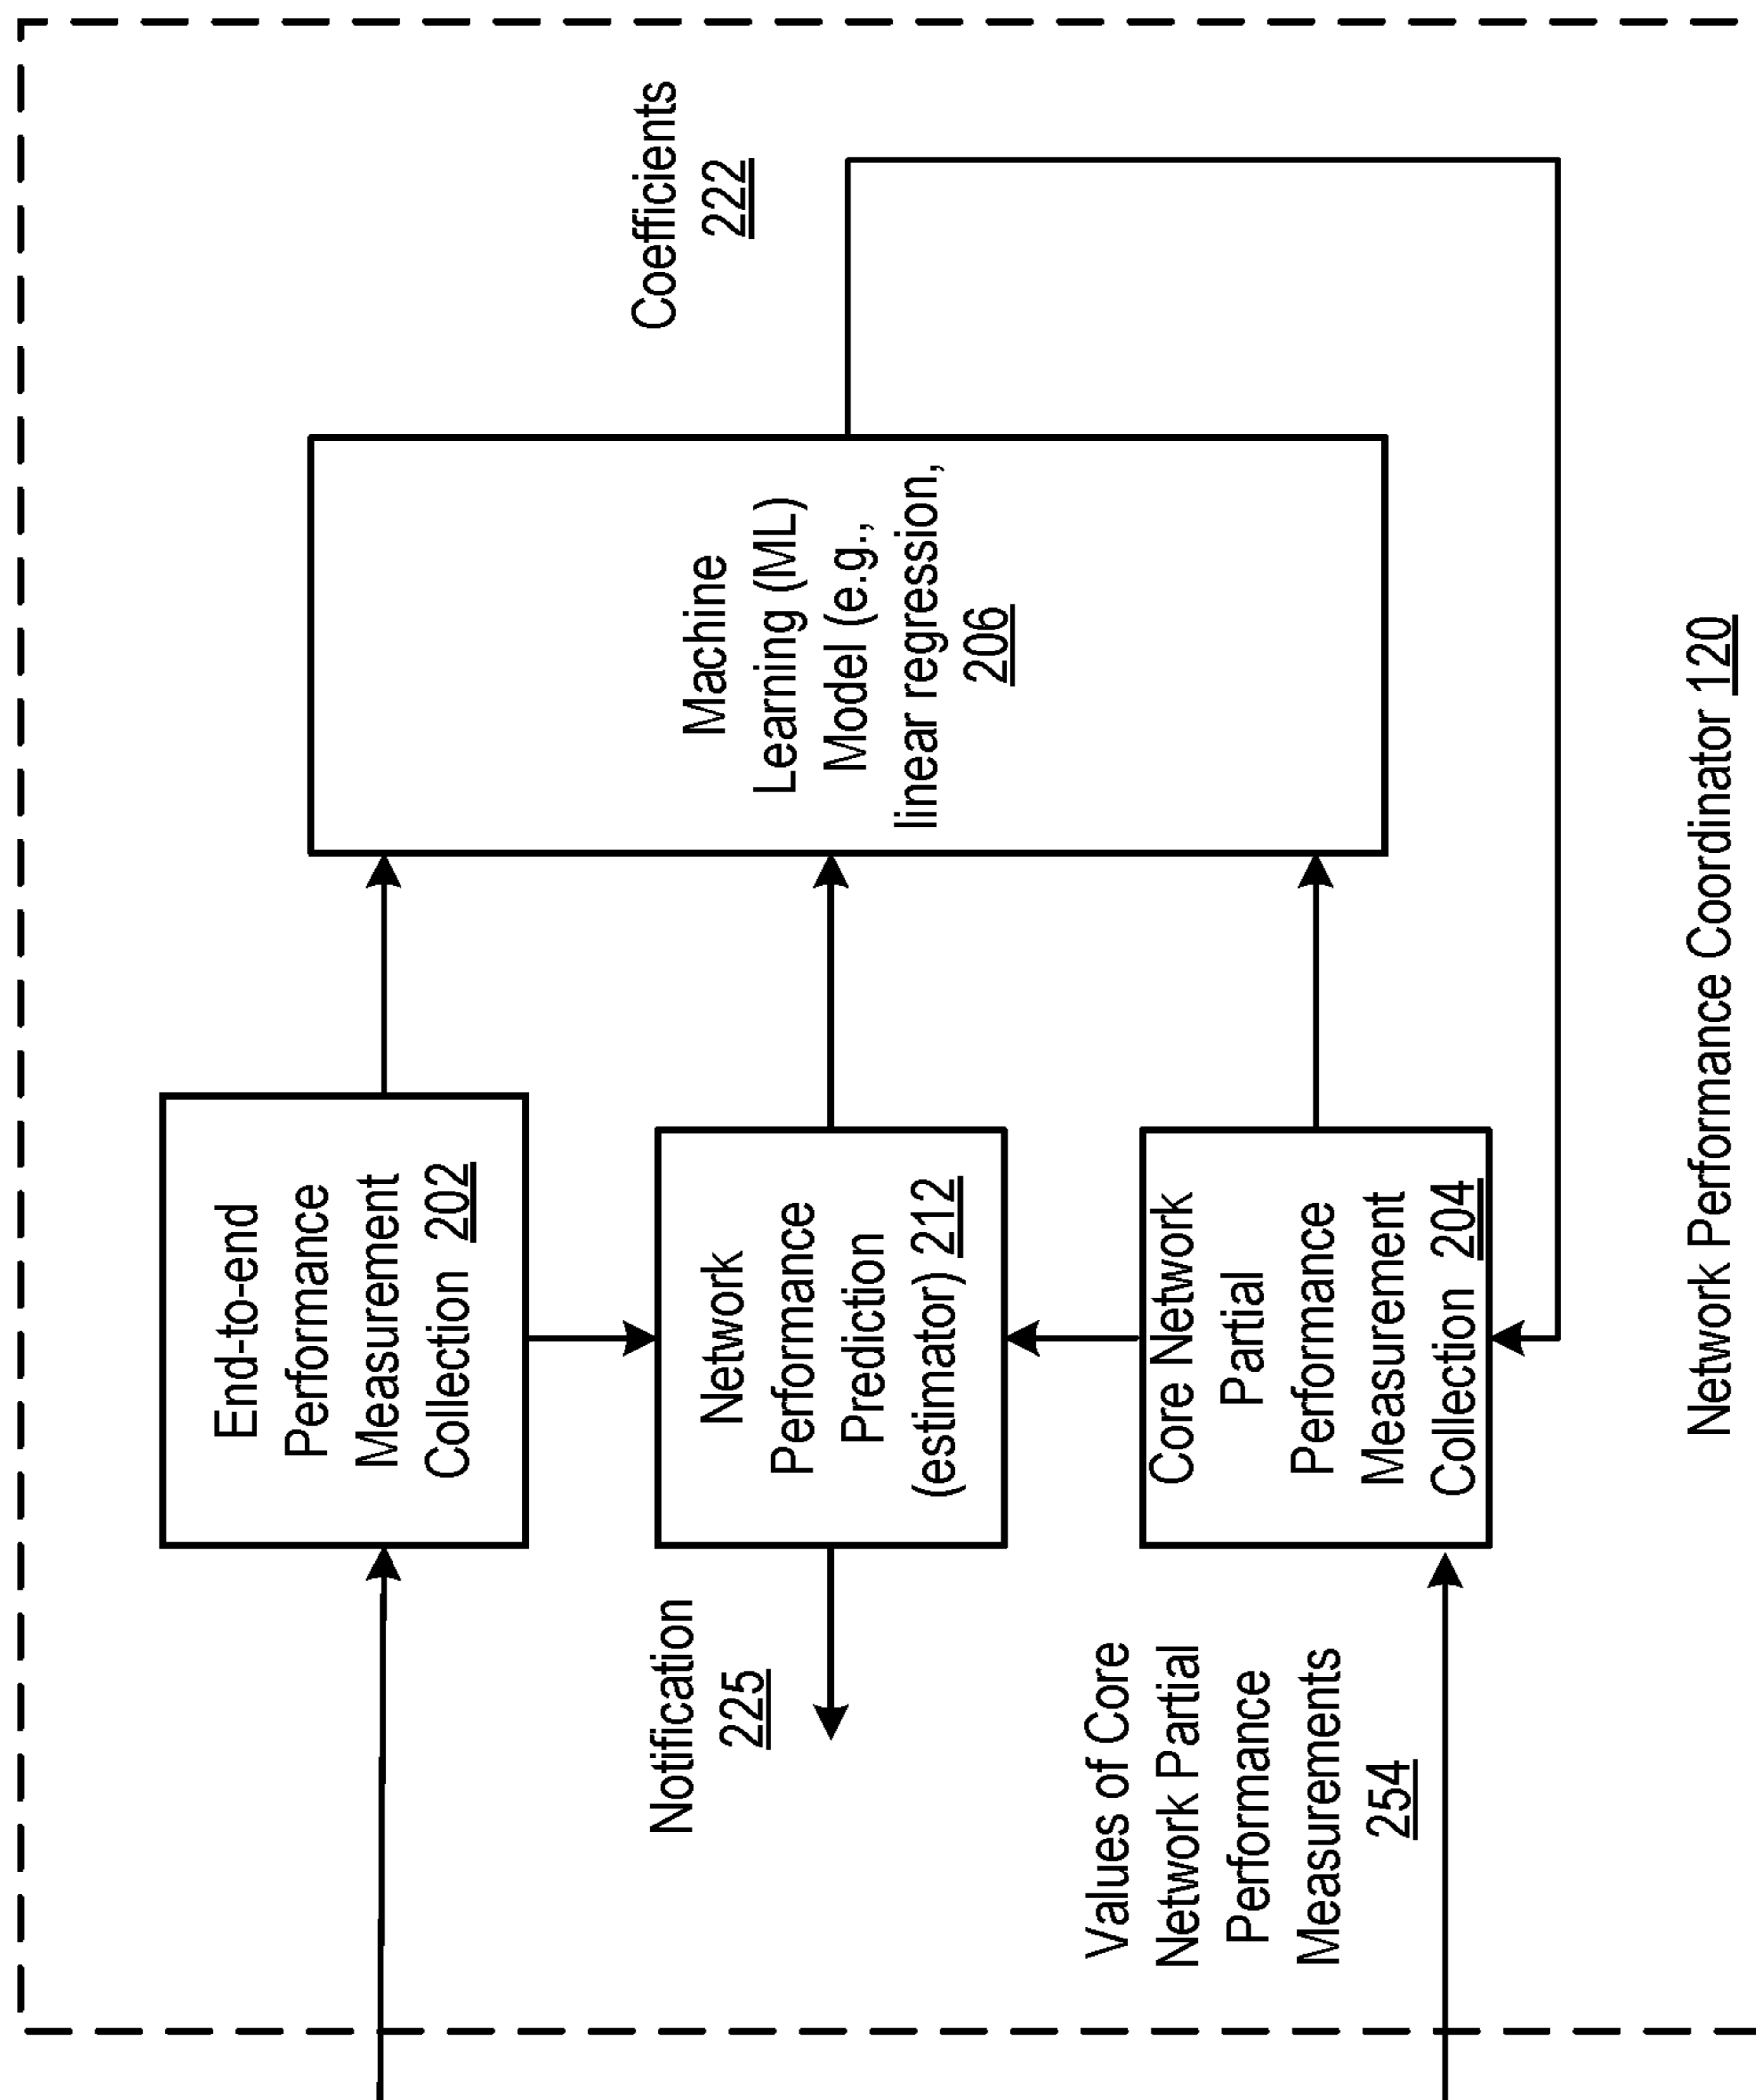 End-to-end
Performance
Measurement
Collection 202
Notification
225
Network
Performance
Prediction
(estimator) 212
Values of Core
Network Partial
Performance
Measurements
254
Core Network
Partial
Performance
Measurement
Collection 204
Machine
Learning (ML)
Model (e.g.,
linear regression,
206
Coefficients
222
Network Performance Coordinator 120